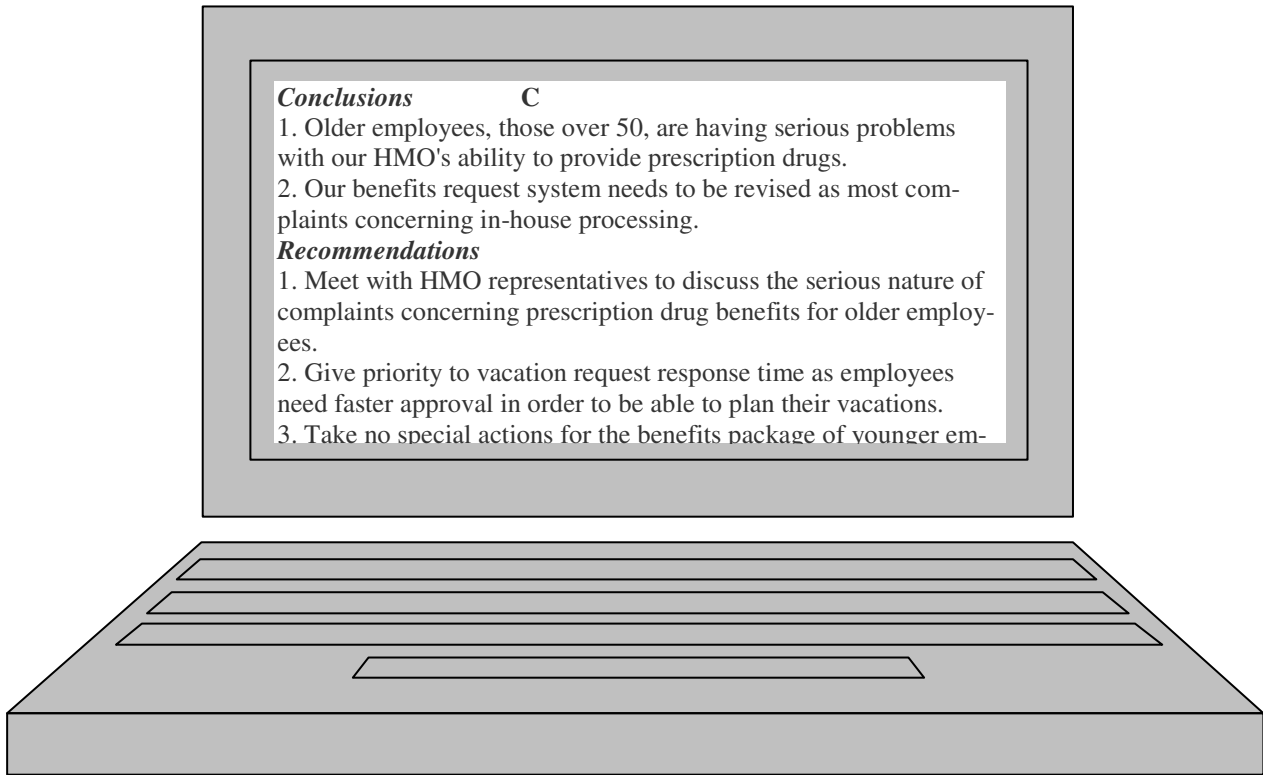 Conclusions C
1. Older employees, those over 50, are having serious problems
with our HMO's ability to provide prescription drugs.
2. Our benefits request system needs to be revised as most com-
plaints concerning in-house processing.
Recommendations
1. Meet with HMO representatives to discuss the serious nature of
complaints concerning prescription drug benefits for older employ-
ees.
2. Give priority to vacation request response time as employees
need faster approval in order to be able to plan their vacations.
3. Take no special actions for the benefits package of younger em-